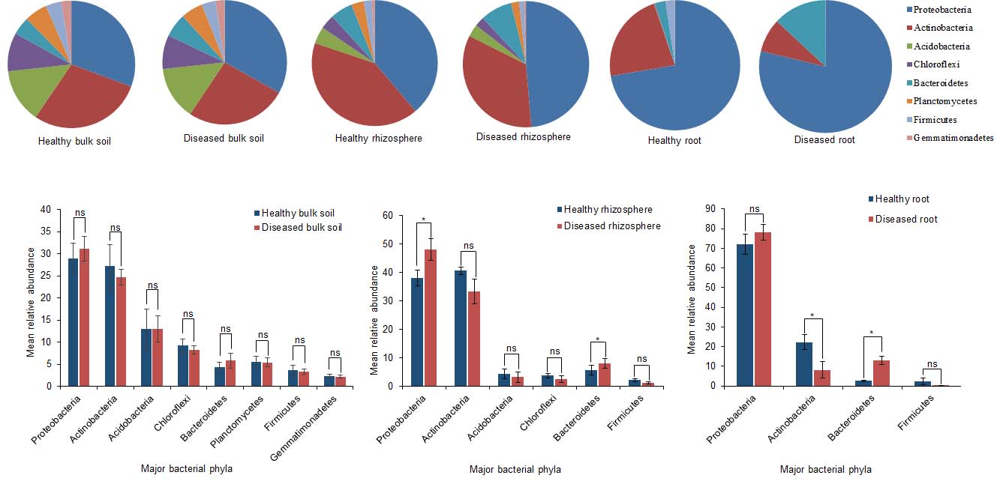 Proteobacteria
Actinobacteria
Acidobacteria
Chloroflexi
Bacteroidetes
Planctomycetes
Firmicutes
Gemmatimonadetes
Healthy bulk soil
Diseased bulk soil
Healthy rhizosphere
Diseased rhizosphere
Healthy root
Diseased root
Mean relative abundance
40
35
30
25
20
15
10
5
0
Healthy bulk soil
Diseased bulk soil
ns
ns
ns
ns
ns
ns
ns
ns
Proteobacteria
Actinobacteria
Acidobacteria
Chloroflexi
Bacteroidetes
Planctomycetes
Firmicutes
Gemmatimonadetes
Major bacterial phyla
Mean relative abundance
60
50
40
30
20
10
0
Healthy rhizosphere
Diseased rhizosphere
*
ns
ns
ns
*
ns
Proteobacteria
Actinobacteria
Acidobacteria
Chloroflexi
Bacteroidetes
Firmicutes
Major bacterial phyla
Mean relative abundance
90
80
70
60
50
40
30
20
10
0
Healthy root
Diseased root
ns
*
*
ns
Proteobacteria
Actinobacteria
Bacteroidetes
Firmicutes
Major bacterial phyla